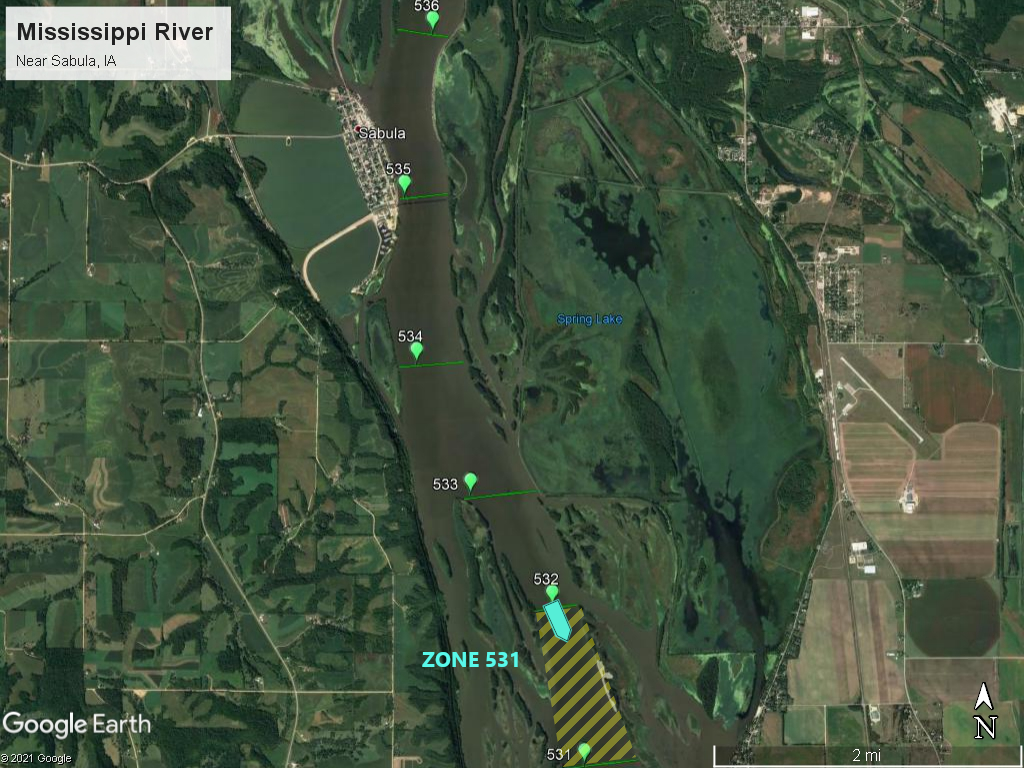 536
Mississippi River
Near Sabula, IA
Sabula
535
Spring Lake
534
533
532
ZONE 531
531
Google Earth
© 2021 Google
N
2 mi